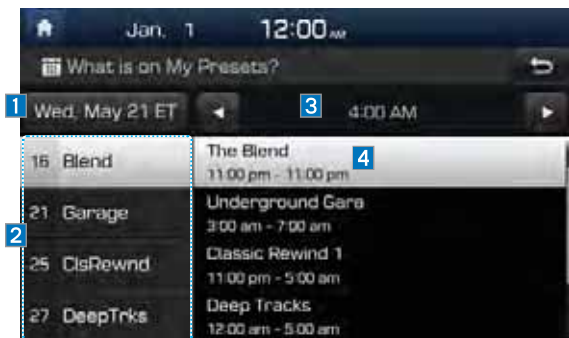 Jan. 1 12:00 AM
What is on My Presets?
1 Wed, May 21 ET 3 4:00 AM
16 Blend
The Blend 4
11:00 pm - 11:00 pm
2
21 Garage
Underground Gara
3:00 am - 7:00 am
25 ClsRewnd
Classic Rewind 1
11:00 pm - 5:00 am
27 DeepTrks
Deep Tracks
12:00 am - 5:00 am